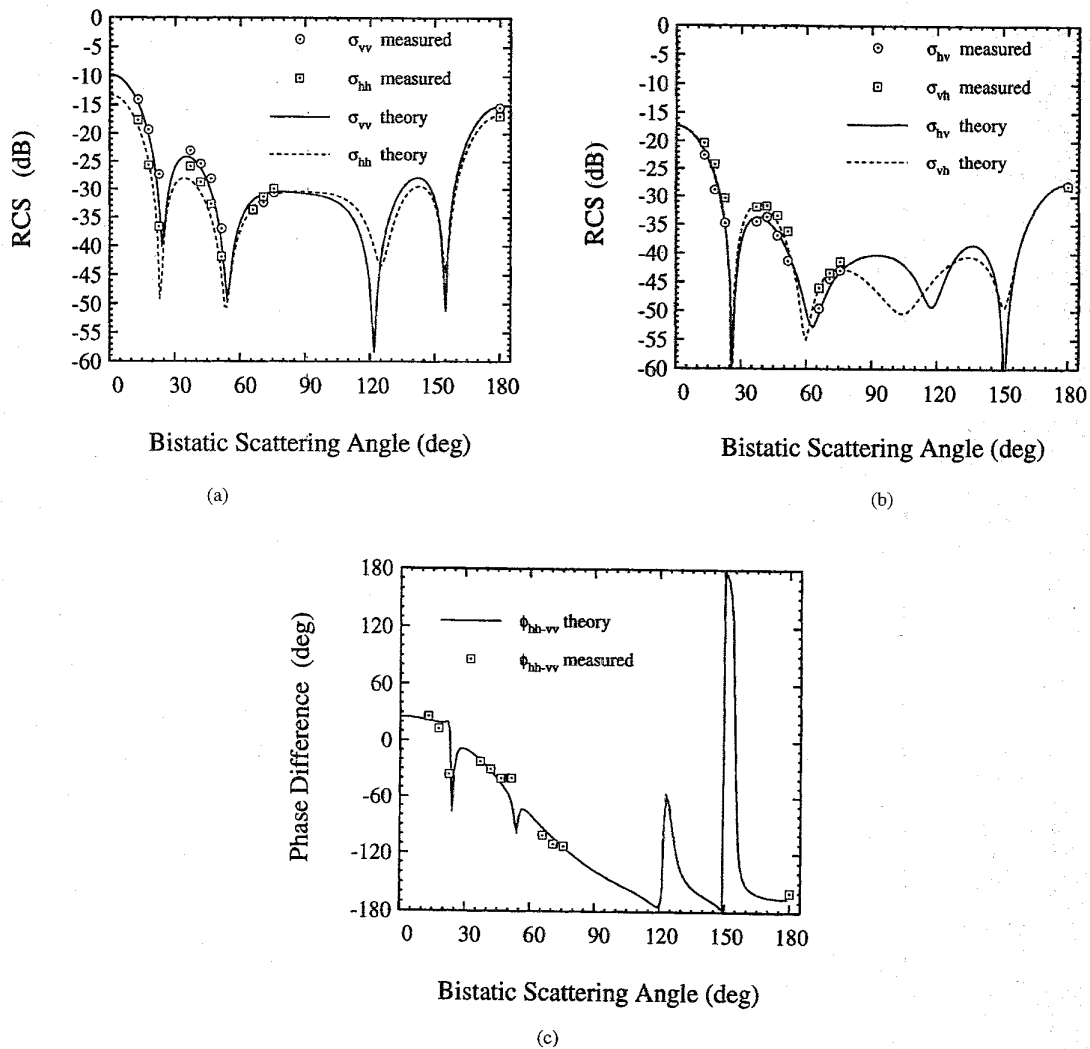 0
-5
-10
-15
-20
-25
-30
-35
-40
-45
-50
-55
-60
RCS (dB)
σvv measured
σhh measured
σvv theory
σhh theory
0 30 60 90 120 150 180
Bistatic Scattering Angle (deg)
(a)
0
-5
-10
-15
-20
-25
-30
-35
-40
-45
-50
-55
-60
RCS (dB)
σhv measured
σvh measured
σhv theory
σvh theory
0 30 60 90 120 150 180
Bistatic Scattering Angle (deg)
(b)
180
120
60
0
-60
-120
-180
Phase Difference (deg)
ϕhh-vv theory
ϕhh-vv measured
0 30 60 90 120 150 180
Bistatic Scattering Angle (deg)
(c)